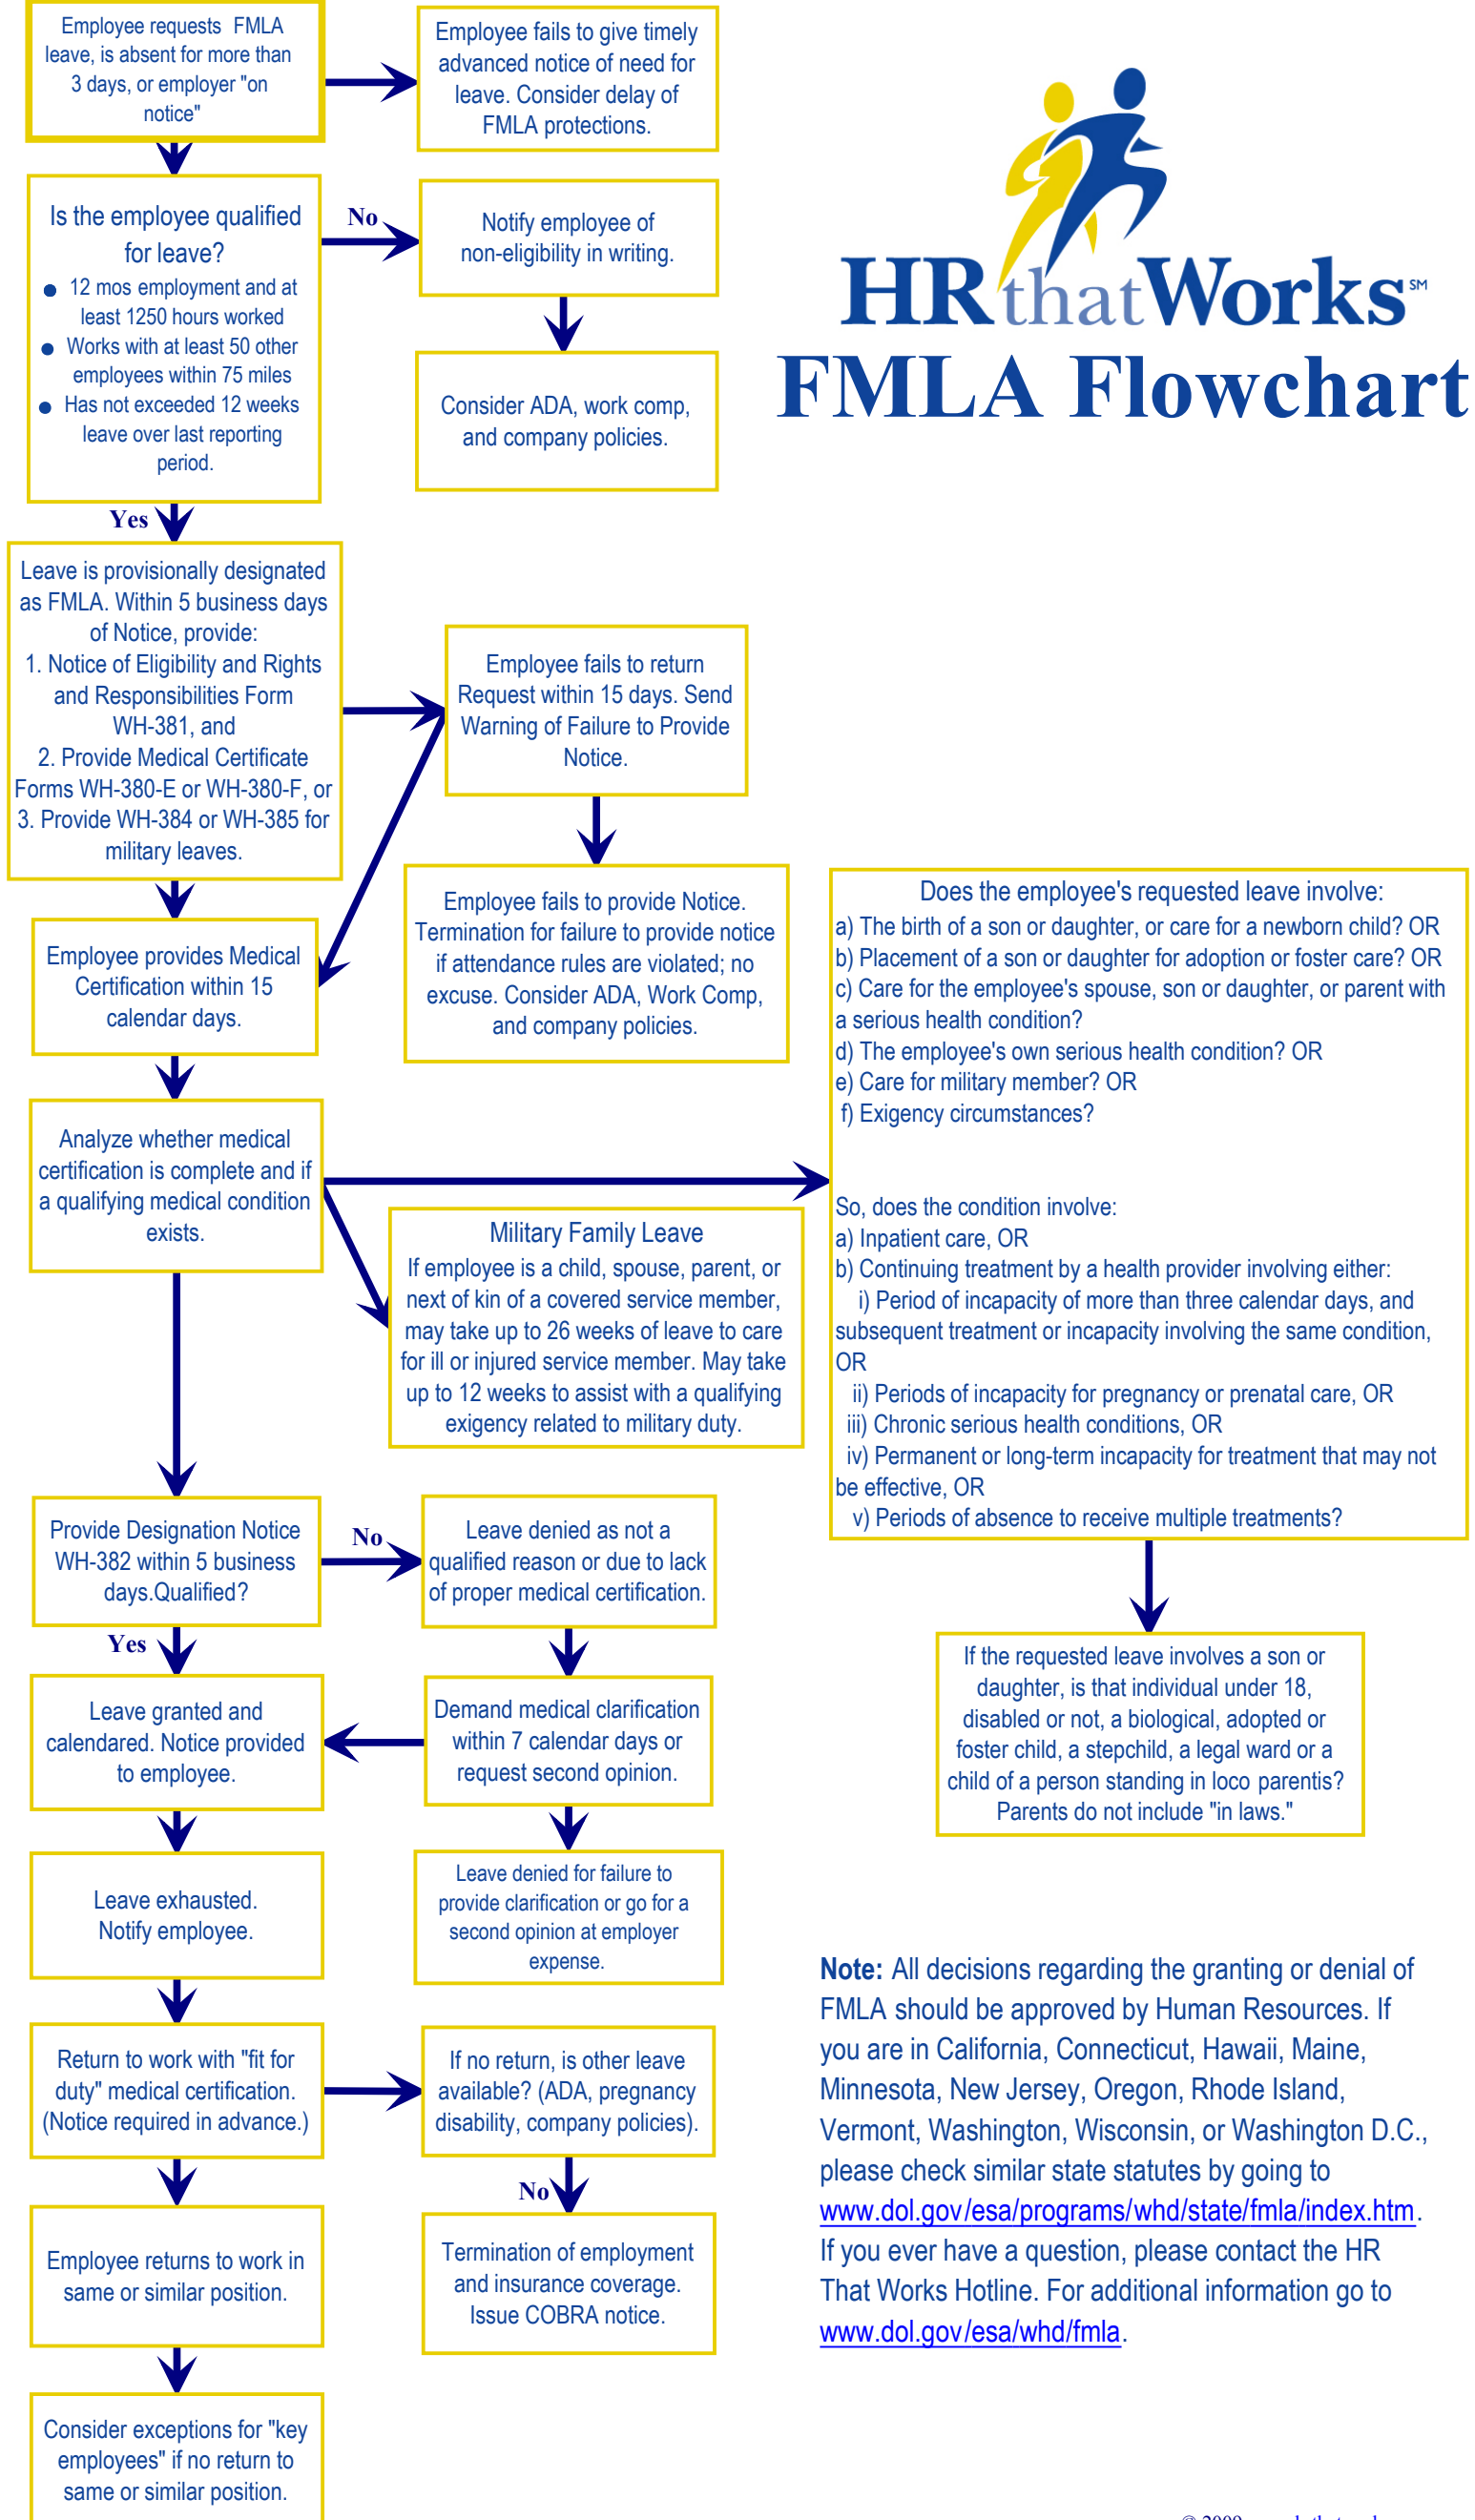 Employee requests FMLA
leave, is absent for more than
3 days, or employer "on
notice"
Employee fails to give timely
advanced notice of need for
leave. Consider delay of
FMLA protections.
HRthatWorks℠
FMLA Flowchart
Is the employee qualified
for leave?
● 12 mos employment and at
least 1250 hours worked
● Works with at least 50 other
employees within 75 miles
● Has not exceeded 12 weeks
leave over last reporting
period.
No
Notify employee of
non-eligibility in writing.
Consider ADA, work comp,
and company policies.
Yes
Leave is provisionally designated
as FMLA. Within 5 business days
of Notice, provide:
1. Notice of Eligibility and Rights
and Responsibilities Form
WH-381, and
2. Provide Medical Certificate
Forms WH-380-E or WH-380-F, or
3. Provide WH-384 or WH-385 for
military leaves.
Employee fails to return
Request within 15 days. Send
Warning of Failure to Provide
Notice.
Employee fails to provide Notice.
Termination for failure to provide notice
if attendance rules are violated; no
excuse. Consider ADA, Work Comp,
and company policies.
Employee provides Medical
Certification within 15
calendar days.
Analyze whether medical
certification is complete and if
a qualifying medical condition
exists.
Military Family Leave
If employee is a child, spouse, parent, or
next of kin of a covered service member,
may take up to 26 weeks of leave to care
for ill or injured service member. May take
up to 12 weeks to assist with a qualifying
exigency related to military duty.
Does the employee's requested leave involve:
a) The birth of a son or daughter, or care for a newborn child? OR
b) Placement of a son or daughter for adoption or foster care? OR
c) Care for the employee's spouse, son or daughter, or parent with
a serious health condition?
d) The employee's own serious health condition? OR
e) Care for military member? OR
f) Exigency circumstances?
So, does the condition involve:
a) Inpatient care, OR
b) Continuing treatment by a health provider involving either:
i) Period of incapacity of more than three calendar days, and
subsequent treatment or incapacity involving the same condition,
OR
ii) Periods of incapacity for pregnancy or prenatal care, OR
iii) Chronic serious health conditions, OR
iv) Permanent or long-term incapacity for treatment that may not
be effective, OR
v) Periods of absence to receive multiple treatments?
If the requested leave involves a son or
daughter, is that individual under 18,
disabled or not, a biological, adopted or
foster child, a stepchild, a legal ward or a
child of a person standing in loco parentis?
Parents do not include "in laws."
Provide Designation Notice
WH-382 within 5 business
days.Qualified?
No
Leave denied as not a
qualified reason or due to lack
of proper medical certification.
Yes
Leave granted and
calendared. Notice provided
to employee.
Demand medical clarification
within 7 calendar days or
request second opinion.
Leave exhausted.
Notify employee.
Leave denied for failure to
provide clarification or go for a
second opinion at employer
expense.
Return to work with "fit for
duty" medical certification.
(Notice required in advance.)
If no return, is other leave
available? (ADA, pregnancy
disability, company policies).
No
Employee returns to work in
same or similar position.
Termination of employment
and insurance coverage.
Issue COBRA notice.
Consider exceptions for "key
employees" if no return to
same or similar position.
Note: All decisions regarding the granting or denial of
FMLA should be approved by Human Resources. If
you are in California, Connecticut, Hawaii, Maine,
Minnesota, New Jersey, Oregon, Rhode Island,
Vermont, Washington, Wisconsin, or Washington D.C.,
please check similar state statutes by going to
www.dol.gov/esa/programs/whd/state/fmla/index.htm.
If you ever have a question, please contact the HR
That Works Hotline. For additional information go to
www.dol.gov/esa/whd/fmla.